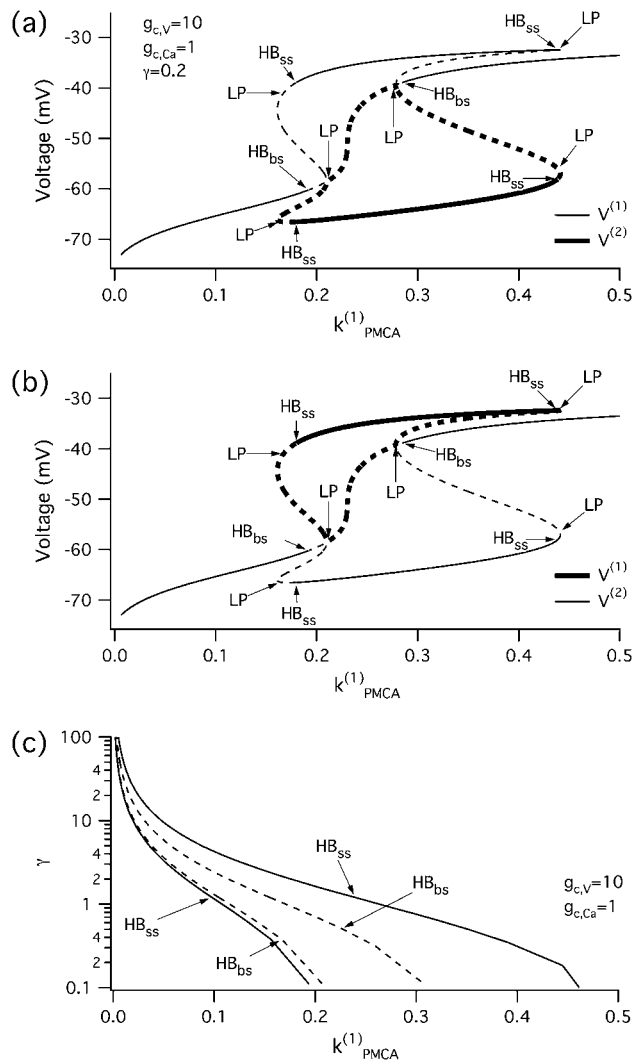 (a)
g_c,V=10
g_c,Ca=1
γ=0.2
HB_ss
LP
HB_ss
LP
LP
HB_bs
LP
HB_bs
LP
LP
HB_ss
LP
HB_ss
V^(1)
V^(2)
Voltage (mV)
-30
-40
-50
-60
-70
0.0
0.1
0.2
0.3
0.4
0.5
k^(1)_PMCA
(b)
HB_ss
LP
HB_ss
LP
HB_bs
LP
LP
HB_bs
LP
HB_ss
LP
HB_ss
V^(1)
V^(2)
Voltage (mV)
-30
-40
-50
-60
-70
0.0
0.1
0.2
0.3
0.4
0.5
k^(1)_PMCA
(c)
γ
100
4
2
10
4
2
1
4
2
0.1
HB_ss
HB_bs
HB_ss
HB_bs
g_c,V=10
g_c,Ca=1
0.0
0.1
0.2
0.3
0.4
0.5
k^(1)_PMCA